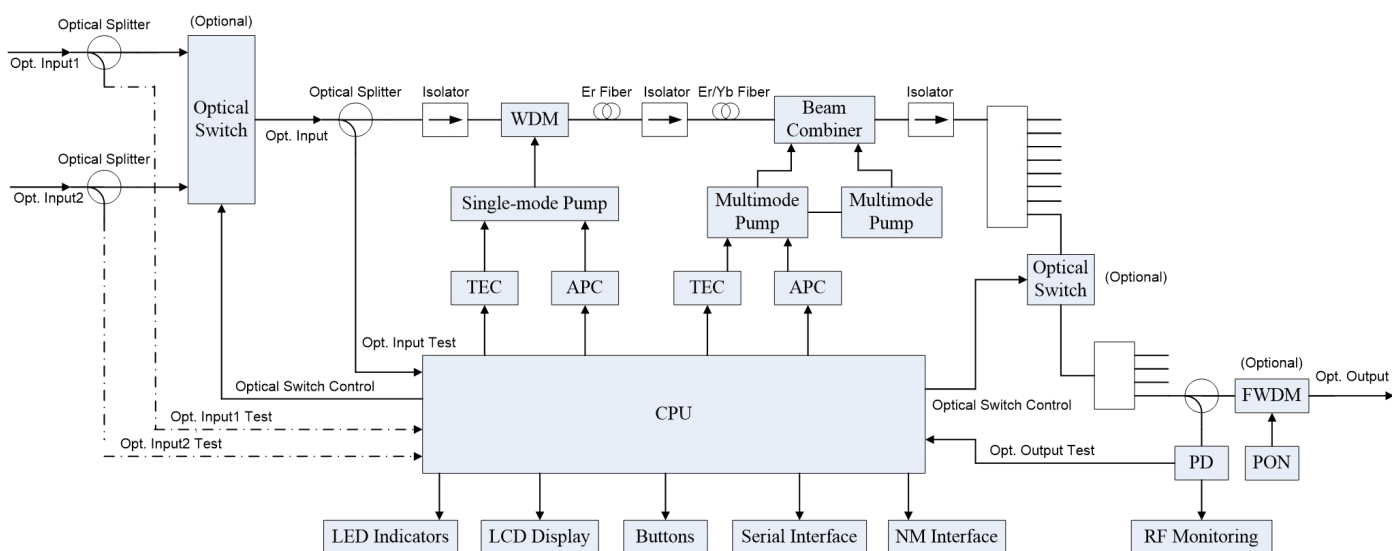 Optical Splitter
(Optional)
Opt. Input1
Optical
Switch
Optical Splitter
Opt. Input
Isolator
WDM
Er Fiber
Isolator
Er/Yb Fiber
Beam
Combiner
Isolator
Optical Splitter
Opt. Input2
Single-mode Pump
Multimode
Pump
Multimode
Pump
TEC
APC
TEC
APC
Optical
Switch
(Optional)
Opt. Input Test
Optical Switch Control
Opt. Input1 Test
Opt. Input2 Test
CPU
Optical Switch Control
(Optional)
FWDM
Opt. Output
Opt. Output Test
PD
PON
LED Indicators
LCD Display
Buttons
Serial Interface
NM Interface
RF Monitoring